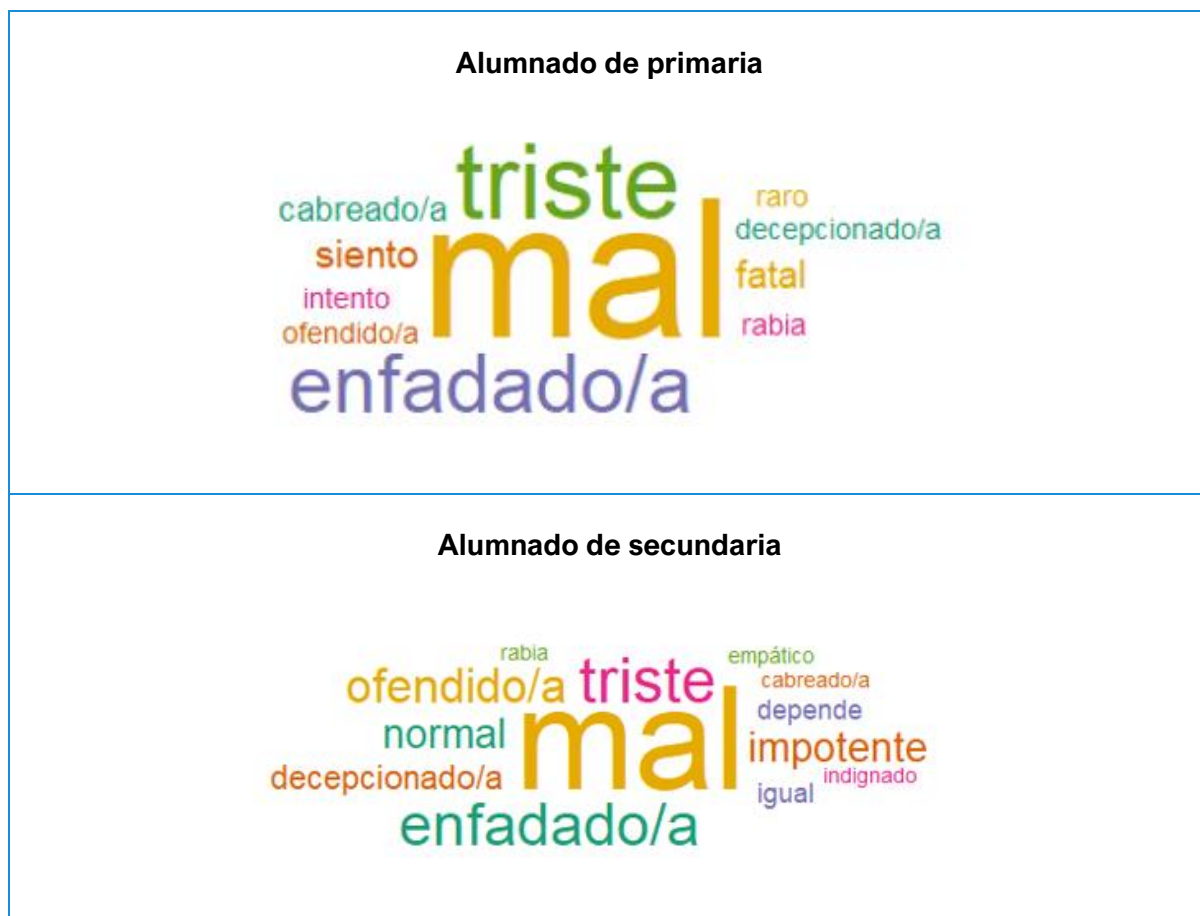 Alumnado de primaria
triste
cabreado/a
raro
decepcionado/a
siento
mal
fatal
intento
rabia
ofendido/a
enfadado/a
Alumnado de secundaria
rabia
empático
ofendido/a
triste
cabreado/a
depende
normal
mal
impotente
decepcionado/a
indignado
igual
enfadado/a